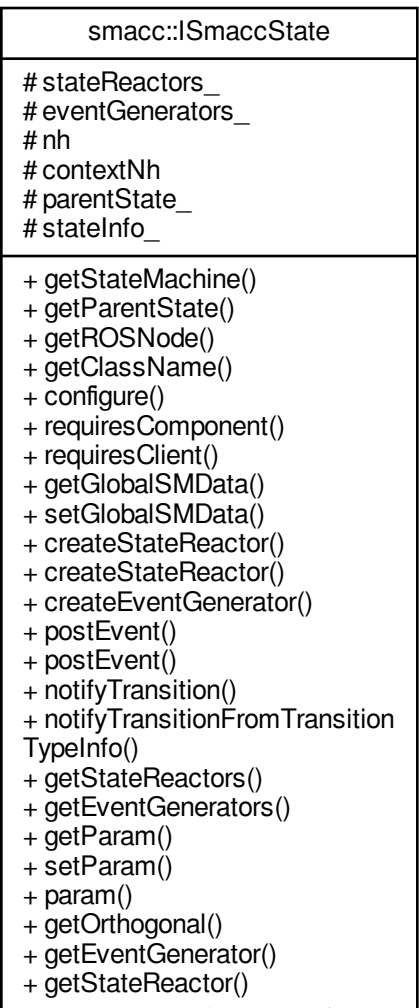 smacc::ISmaccState
# stateReactors_
# eventGenerators_
# nh
# contextNh
# parentState_
# stateInfo_
+ getStateMachine()
+ getParentState()
+ getROSNode()
+ getClassName()
+ configure()
+ requiresComponent()
+ requiresClient()
+ getGlobalSMData()
+ setGlobalSMData()
+ createStateReactor()
+ createStateReactor()
+ createEventGenerator()
+ postEvent()
+ postEvent()
+ notifyTransition()
+ notifyTransitionFromTransition
TypeInfo()
+ getStateReactors()
+ getEventGenerators()
+ getParam()
+ setParam()
+ param()
+ getOrthogonal()
+ getEventGenerator()
+ getStateReactor()